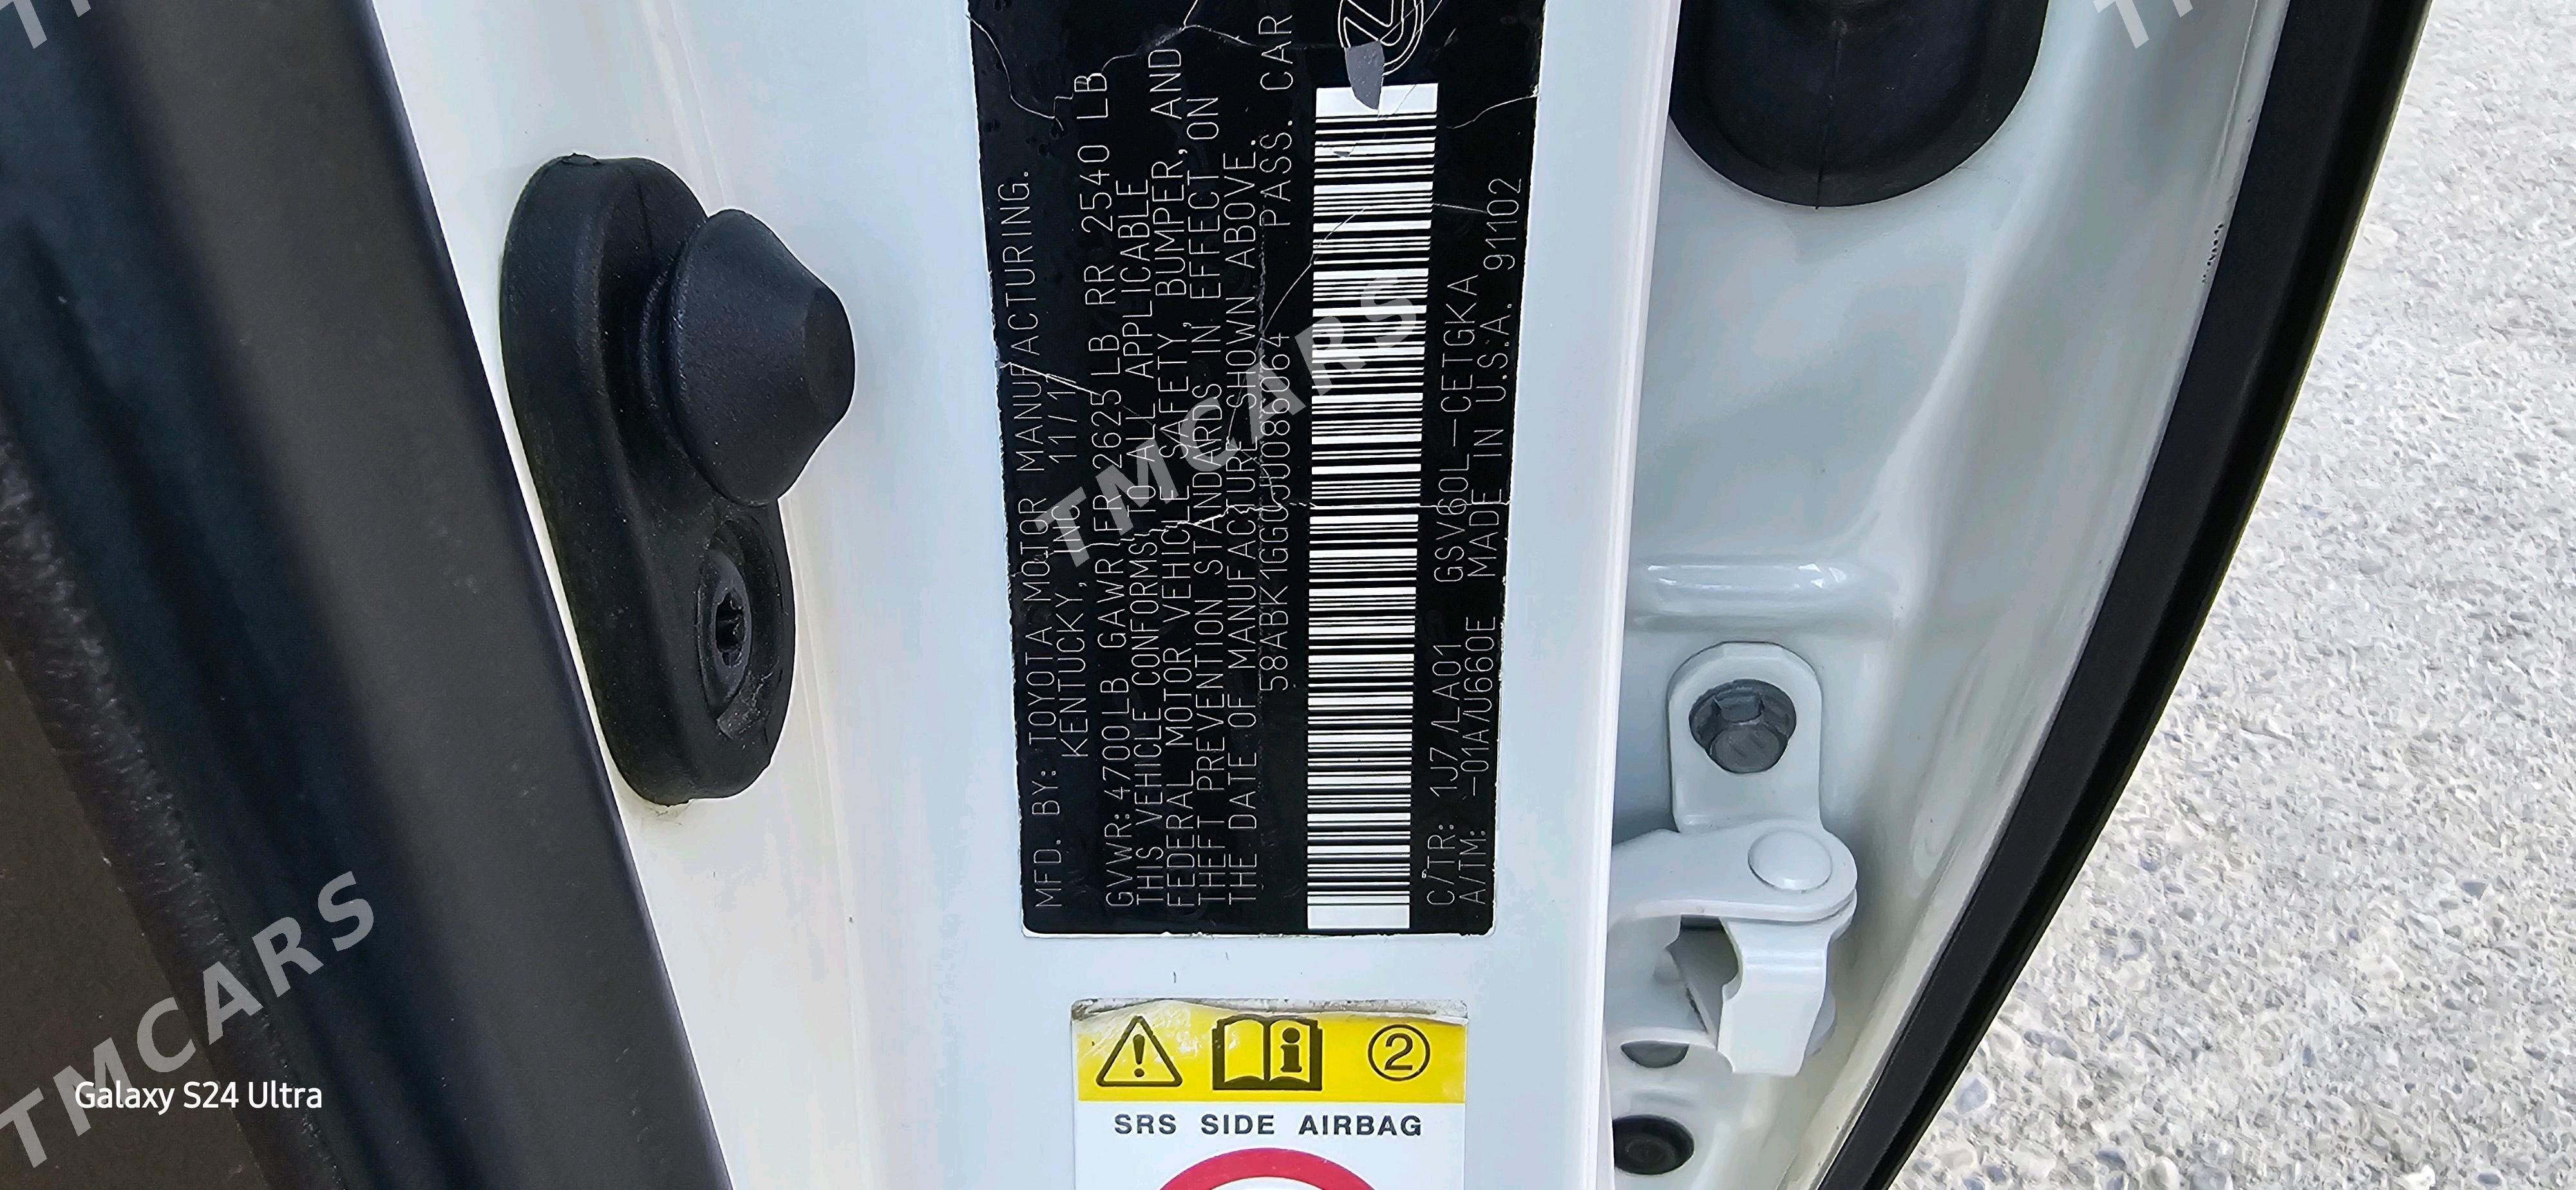 MFD. BY: TOYOTA MOTOR MANUFACTURING.
KENTUCKY, INC. 11/17
GVWR: 4700LB GAWR FR 2625 LB RR 2540 LB
THIS VEHICLE CONFORMS TO ALL APPLICABLE
FEDERAL MOTOR VEHICLE SAFETY, BUMPER, AND
THEFT PREVENTION STANDARDS IN EFFECT ON
THE DATE OF MANUFACTURE SHOWN ABOVE.
PASS. CAR
C/TR: 1J7/LA01 GSV60L-CETGKA
A/TM: -01A/U660E MADE IN U.S.A. 91102
2
SRS SIDE AIRBAG
TMCARS
TMCARS
Galaxy S24 Ultra